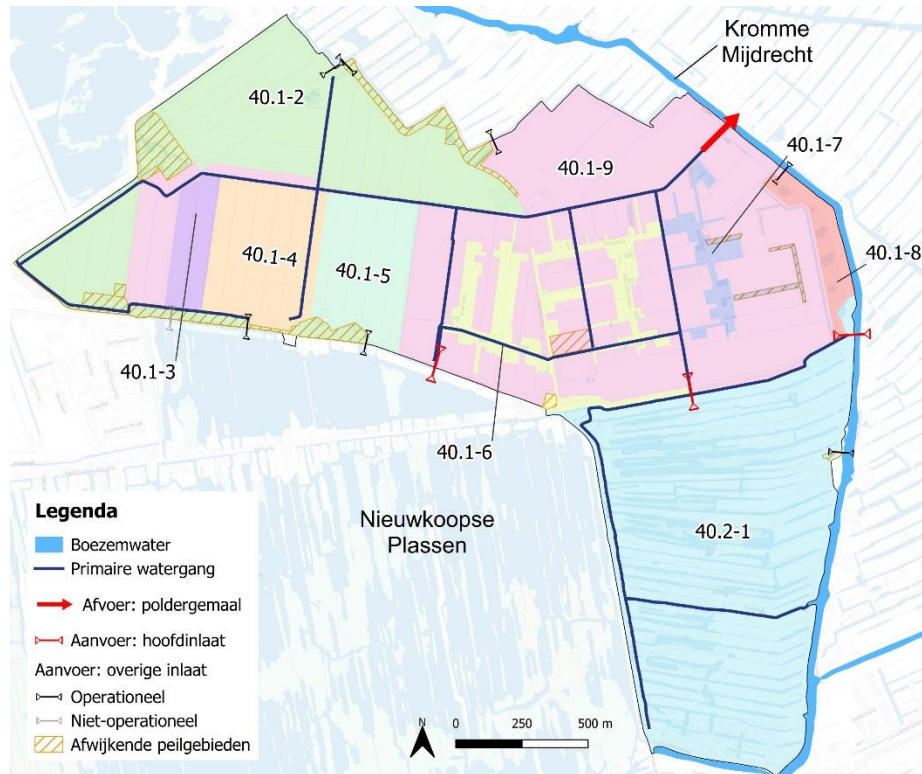 Kromme
Mijdrecht
40.1-2
40.1-7
40.1-9
40.1-4
40.1-5
40.1-8
40.1-3
40.1-6
Nieuwkoopse
Plassen
40.2-1
Legenda
Boezemwater
Primaire watergang
Afvoer: poldergemaal
Aanvoer: hoofdinlaat
Aanvoer: overige inlaat
Operationeel
Niet-operationeel
Afwijkende peilgebieden
N
0 250 500 m